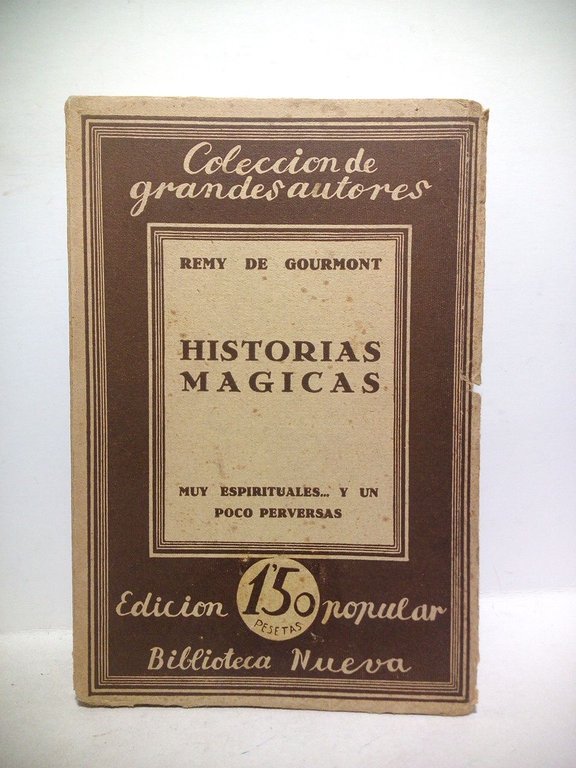 Coleccion de
grandes autores
REMY DE GOURMONT
HISTORIAS
MAGICAS
MUY ESPIRITUALES... Y UN
POCO PERVERSAS
Edicion 1'50 popular
PESETAS
Biblioteca Nueva